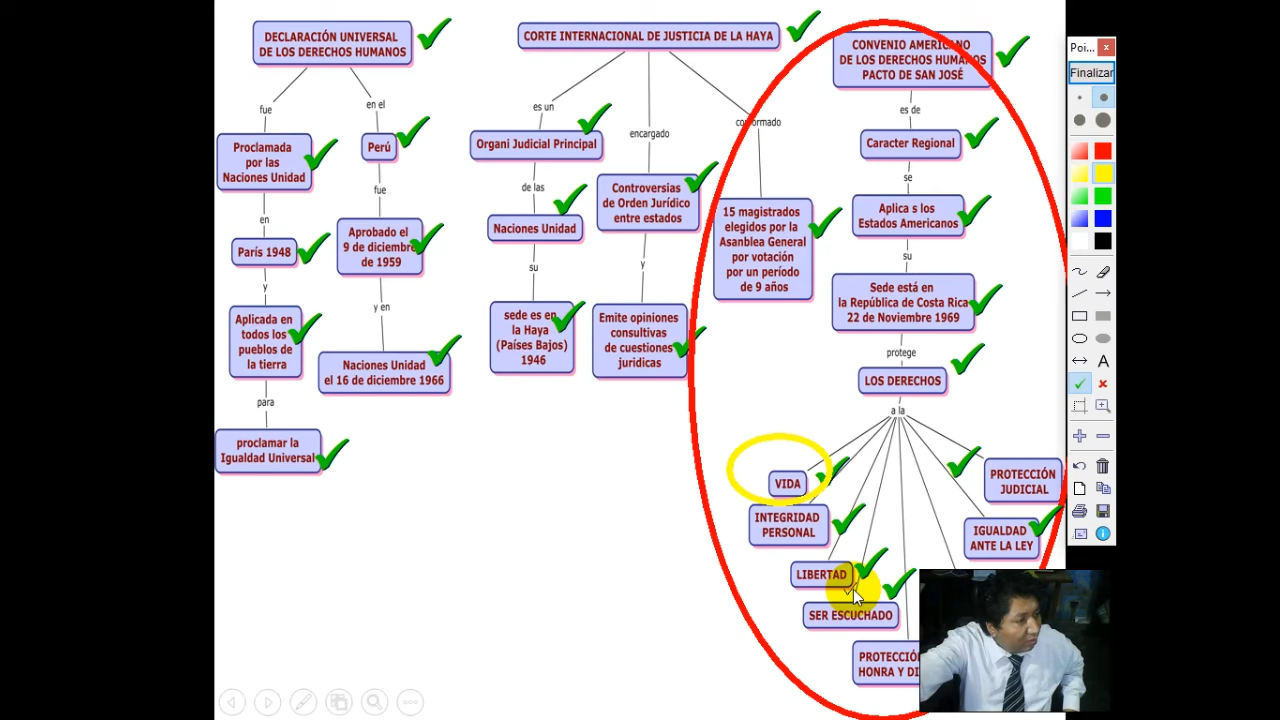 DECLARACIÓN UNIVERSAL
DE LOS DERECHOS HUMANOS
fue
en el
Proclamada
por las
Naciones Unidad
Perú
en
fue
París 1948
Aprobado el
9 de diciembre
de 1959
y
y en
Aplicada en
todos los
pueblos de
la tierra
Naciones Unidad
el 16 de diciembre 1966
para
proclamar la
Igualdad Universal
CORTE INTERNACIONAL DE JUSTICIA DE LA HAYA
es un
encargado
conformado
Organi Judicial Principal
de las
Controversias
de Orden Jurídico
entre estados
Naciones Unidad
15 magistrados
elegidos por la
Asanblea General
por votación
por un período
de 9 años
su
y
sede es en
la Haya
(Países Bajos)
1946
Emite opiniones
consultivas
de cuestiones
juridicas
CONVENIO AMERICANO
DE LOS DERECHOS HUMANOS
PACTO DE SAN JOSÉ
es de
Caracter Regional
se
Aplica s los
Estados Americanos
su
Sede está en
la República de Costa Rica
22 de Noviembre 1969
protege
LOS DERECHOS
a la
VIDA
PROTECCIÓN
JUDICIAL
INTEGRIDAD
PERSONAL
IGUALDAD
ANTE LA LEY
LIBERTAD
SER ESCUCHADO
PROTECCIÓN
HONRA Y DI
Poi...
Finalizar
A